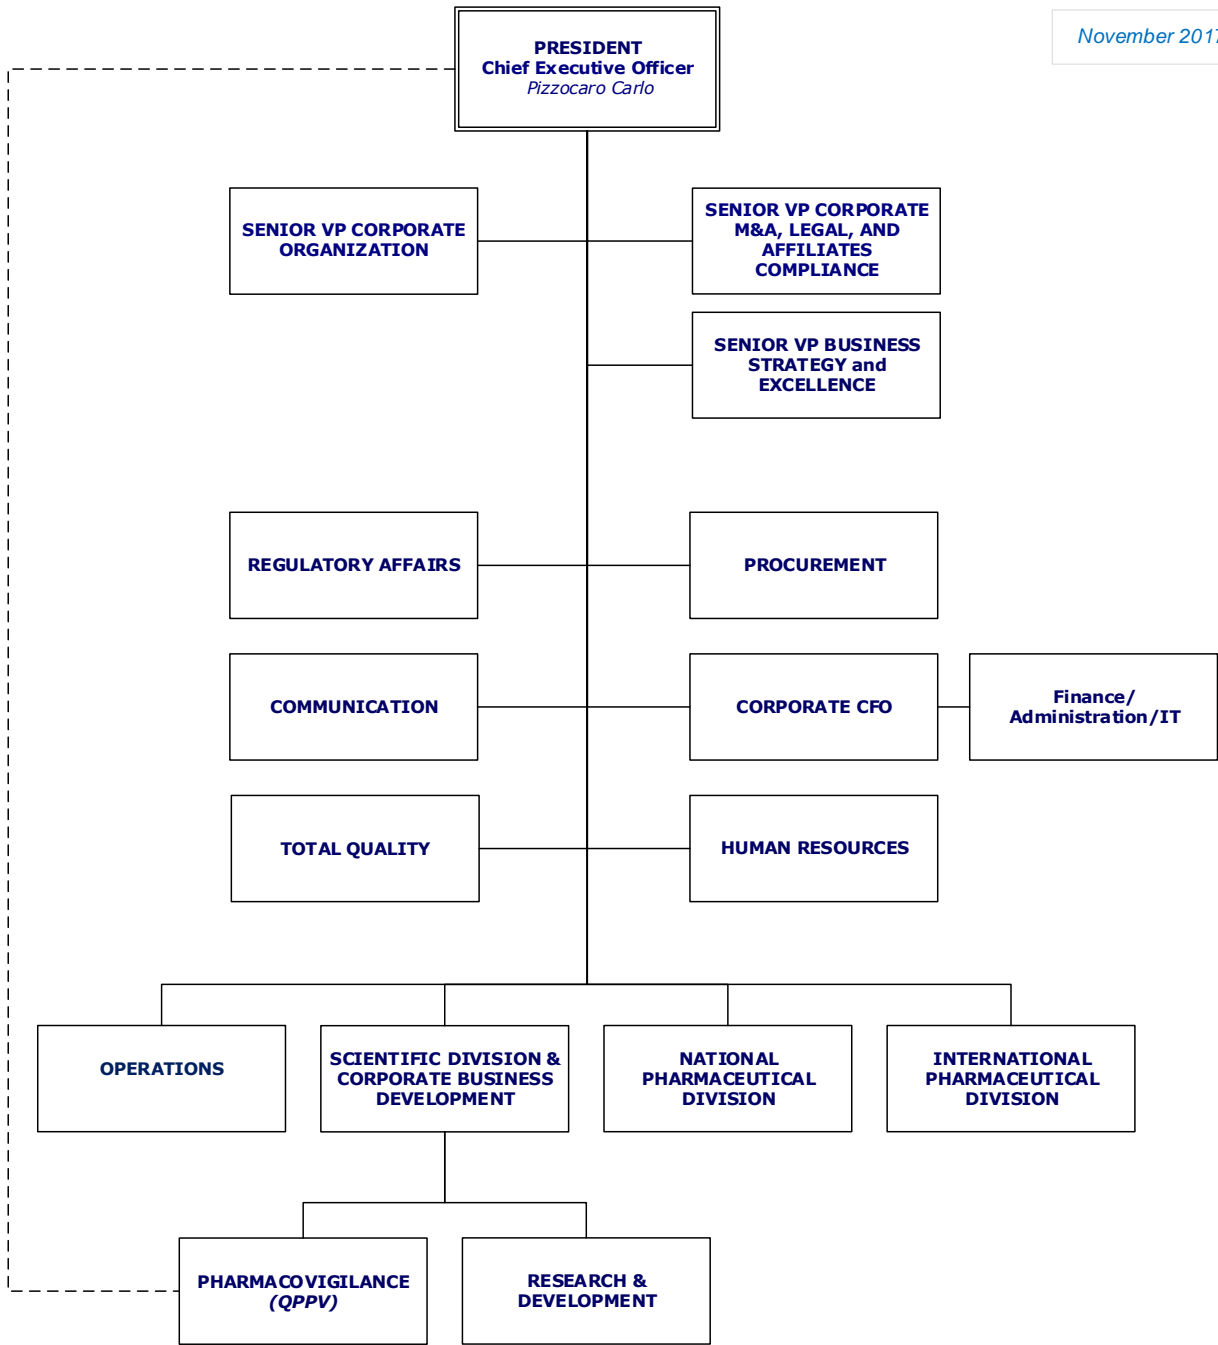 November 2017
PRESIDENT
Chief Executive Officer
Pizzocaro Carlo
SENIOR VP CORPORATE
ORGANIZATION
SENIOR VP CORPORATE
M&A, LEGAL, AND
AFFILIATES
COMPLIANCE
SENIOR VP BUSINESS
STRATEGY and
EXCELLENCE
REGULATORY AFFAIRS
PROCUREMENT
COMMUNICATION
CORPORATE CFO
Finance/
Administration/IT
TOTAL QUALITY
HUMAN RESOURCES
OPERATIONS
SCIENTIFIC DIVISION &
CORPORATE BUSINESS
DEVELOPMENT
NATIONAL
PHARMACEUTICAL
DIVISION
INTERNATIONAL
PHARMACEUTICAL
DIVISION
PHARMACOVIGILANCE
(QPPV)
RESEARCH &
DEVELOPMENT